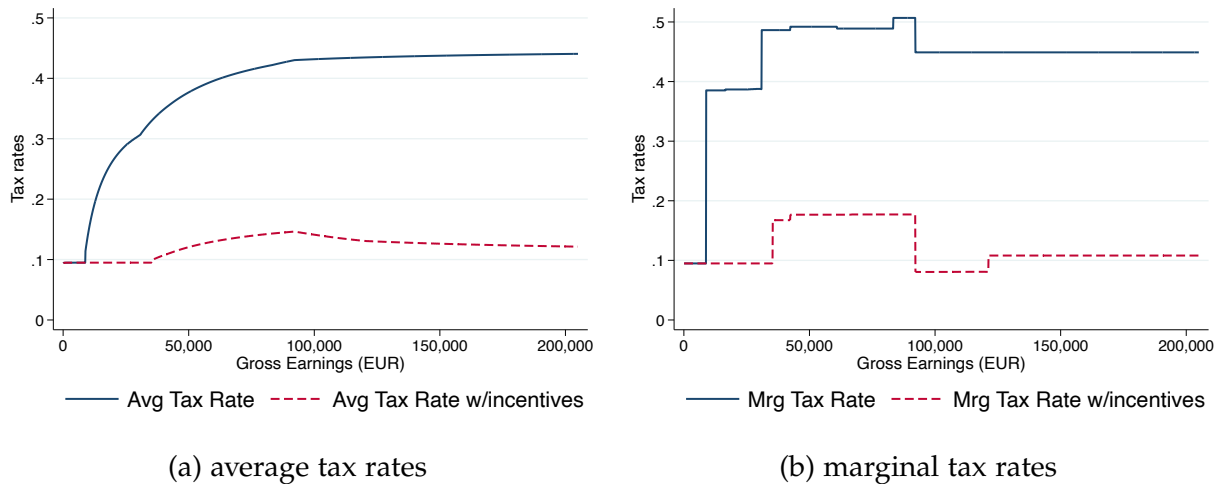 .5
.4
.3
.2
.1
0
Tax rates
0 50,000 100,000 150,000 200,000
Gross Earnings (EUR)
Avg Tax Rate Avg Tax Rate w/incentives
(a) average tax rates
.5
.4
.3
.2
.1
0
Tax rates
0 50,000 100,000 150,000 200,000
Gross Earnings (EUR)
Mrg Tax Rate Mrg Tax Rate w/incentives
(b) marginal tax rates